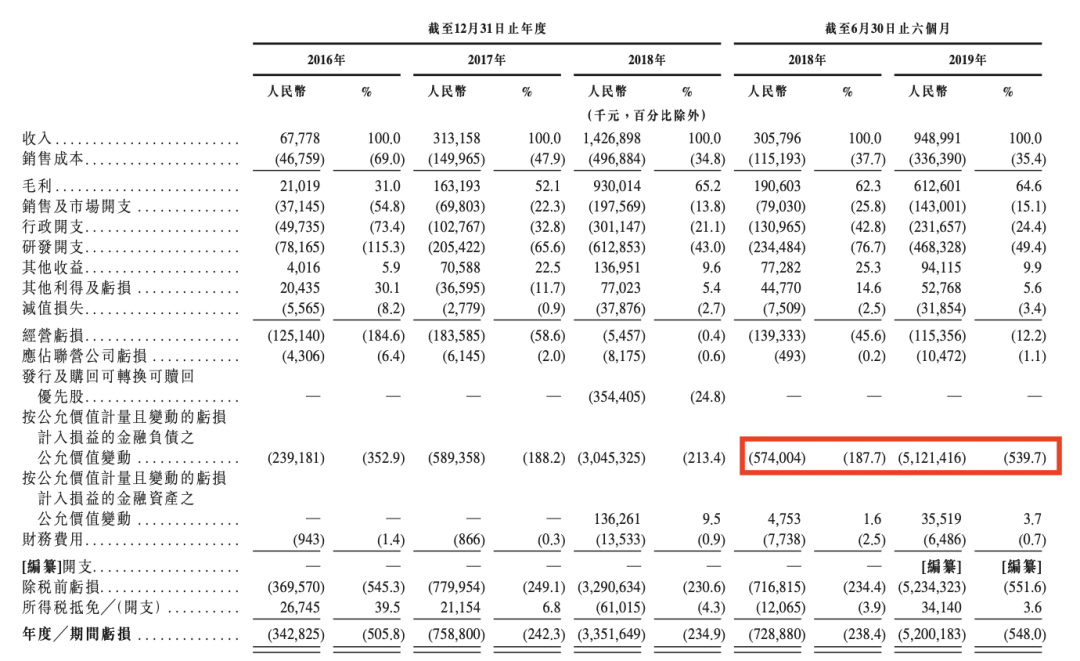 截至12月31日止年度 截至6月30日止六個月
2016年 2017年 2018年 2018年 2019年
人民幣 % 人民幣 % 人民幣 % 人民幣 % 人民幣 %
(千元，百分比除外)
收入 67,778 100.0 313,158 100.0 1,426,898 100.0 305,796 100.0 948,991 100.0
銷售成本 (46,759) (69.0) (149,965) (47.9) (496,884) (34.8) (115,193) (37.7) (336,390) (35.4)
毛利 21,019 31.0 163,193 52.1 930,014 65.2 190,603 62.3 612,601 64.6
銷售及市場開支 (37,145) (54.8) (69,803) (22.3) (197,569) (13.8) (79,030) (25.8) (143,001) (15.1)
行政開支 (49,735) (73.4) (102,767) (32.8) (301,147) (21.1) (130,965) (42.8) (231,657) (24.4)
研發開支 (78,165) (115.3) (205,422) (65.6) (612,853) (43.0) (234,484) (76.7) (468,328) (49.4)
其他收益 4,016 5.9 70,588 22.5 136,951 9.6 77,282 25.3 94,115 9.9
其他利得及虧損 20,435 30.1 (36,595) (11.7) 77,023 5.4 44,770 14.6 52,768 5.6
減值損失 (5,565) (8.2) (2,779) (0.9) (37,876) (2.7) (7,509) (2.5) (31,854) (3.4)
經營虧損 (125,140) (184.6) (183,585) (58.6) (5,457) (0.4) (139,333) (45.6) (115,356) (12.2)
應佔聯營公司虧損 (4,306) (6.4) (6,145) (2.0) (8,175) (0.6) (493) (0.2) (10,472) (1.1)
發行及購回可轉換可贖回
優先股 — — — — (354,405) (24.8) — — — —
按公允價值計量且變動的虧損
計入損益的金融負債之
公允價值變動 (239,181) (352.9) (589,358) (188.2) (3,045,325) (213.4) (574,004) (187.7) (5,121,416) (539.7)
按公允價值計量且變動的虧損
計入損益的金融資產之
公允價值變動 — — — — 136,261 9.5 4,753 1.6 35,519 3.7
財務費用 (943) (1.4) (866) (0.3) (13,533) (0.9) (7,738) (2.5) (6,486) (0.7)
[編纂]開支 — — — — — — — — [編纂] [編纂]
除稅前虧損 (369,570) (545.3) (779,954) (249.1) (3,290,634) (230.6) (716,815) (234.4) (5,234,323) (551.6)
所得稅抵免／(開支) 26,745 39.5 21,154 6.8 (61,015) (4.3) (12,065) (3.9) 34,140 3.6
年度／期間虧損 (342,825) (505.8) (758,800) (242.3) (3,351,649) (234.9) (728,880) (238.4) (5,200,183) (548.0)